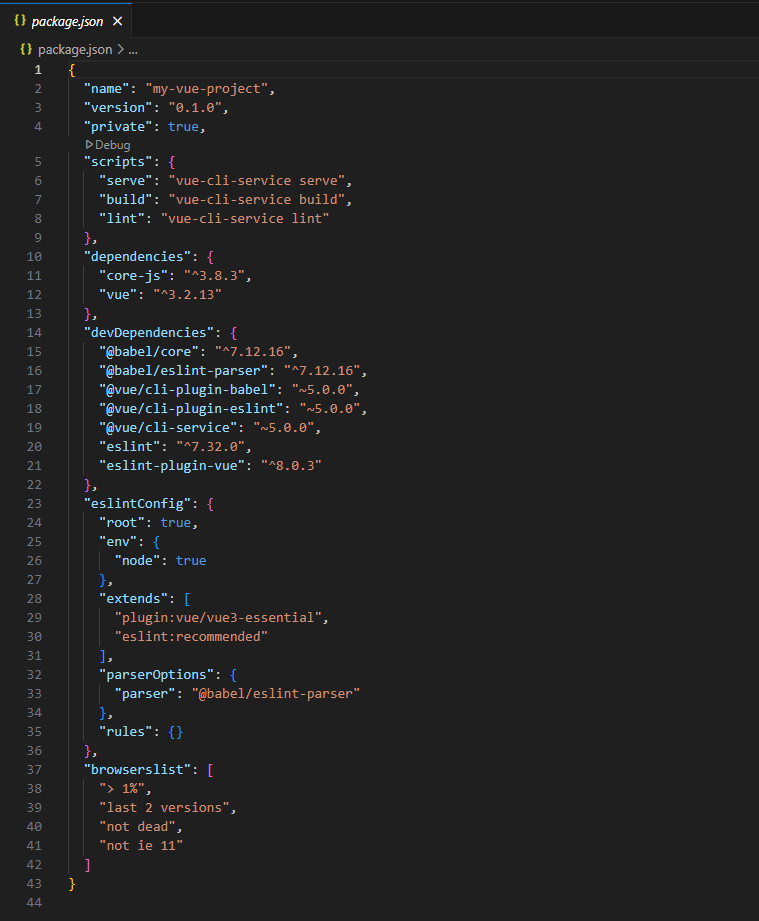 {} package.json ×
{} package.json > ...
1 {
2 "name": "my-vue-project",
3 "version": "0.1.0",
4 "private": true,
Debug
5 "scripts": {
6 "serve": "vue-cli-service serve",
7 "build": "vue-cli-service build",
8 "lint": "vue-cli-service lint"
9 },
10 "dependencies": {
11 "core-js": "^3.8.3",
12 "vue": "^3.2.13"
13 },
14 "devDependencies": {
15 "@babel/core": "^7.12.16",
16 "@babel/eslint-parser": "^7.12.16",
17 "@vue/cli-plugin-babel": "~5.0.0",
18 "@vue/cli-plugin-eslint": "~5.0.0",
19 "@vue/cli-service": "~5.0.0",
20 "eslint": "^7.32.0",
21 "eslint-plugin-vue": "^8.0.3"
22 },
23 "eslintConfig": {
24 "root": true,
25 "env": {
26 "node": true
27 },
28 "extends": [
29 "plugin:vue/vue3-essential",
30 "eslint:recommended"
31 ],
32 "parserOptions": {
33 "parser": "@babel/eslint-parser"
34 },
35 "rules": {}
36 },
37 "browserslist": [
38 "> 1%",
39 "last 2 versions",
40 "not dead",
41 "not ie 11"
42 ]
43 }
44